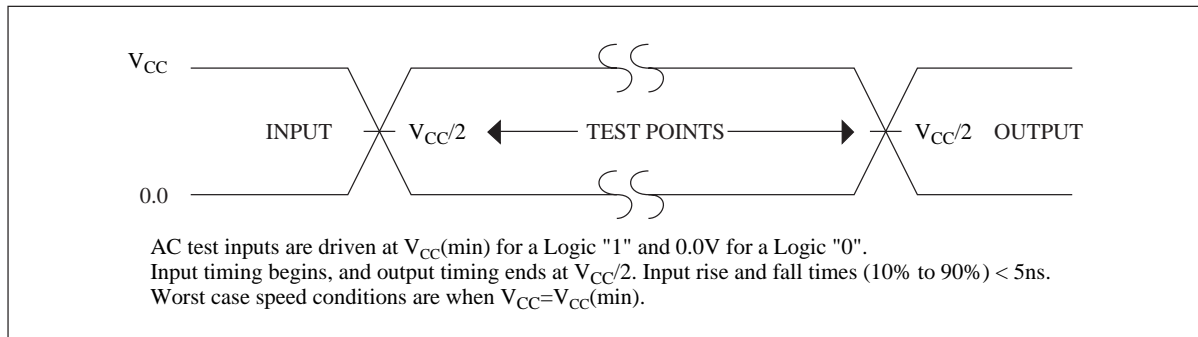 VCC
INPUT VCC/2 TEST POINTS VCC/2 OUTPUT
0.0
AC test inputs are driven at VCC(min) for a Logic "1" and 0.0V for a Logic "0".
Input timing begins, and output timing ends at VCC/2. Input rise and fall times (10% to 90%) < 5ns.
Worst case speed conditions are when VCC=VCC(min).